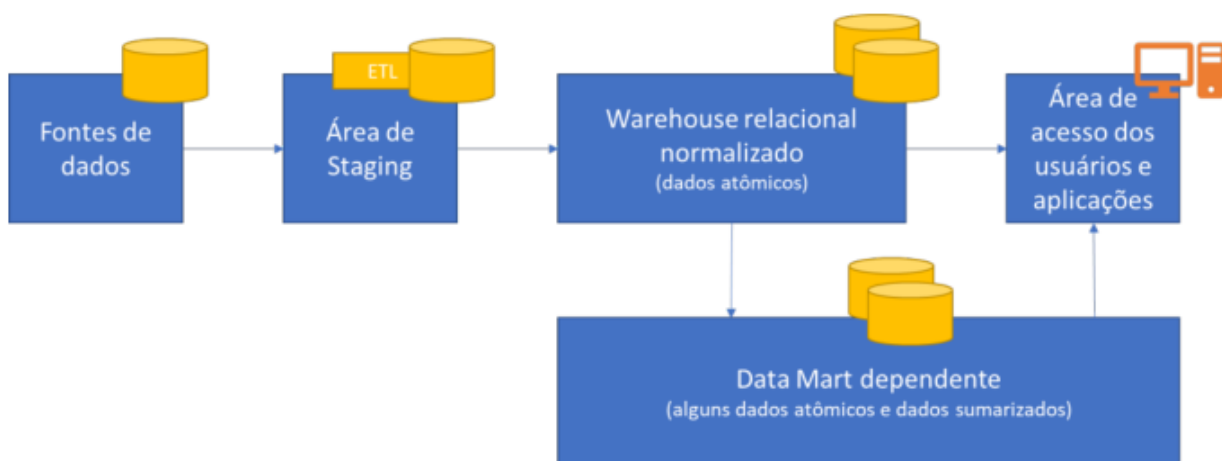 Fontes de
dados
ETL
Área de
Staging
Warehouse relacional
normalizado
(dados atômicos)
Área de
acesso dos
usuários e
aplicações
Data Mart dependente
(alguns dados atômicos e dados sumarizados)